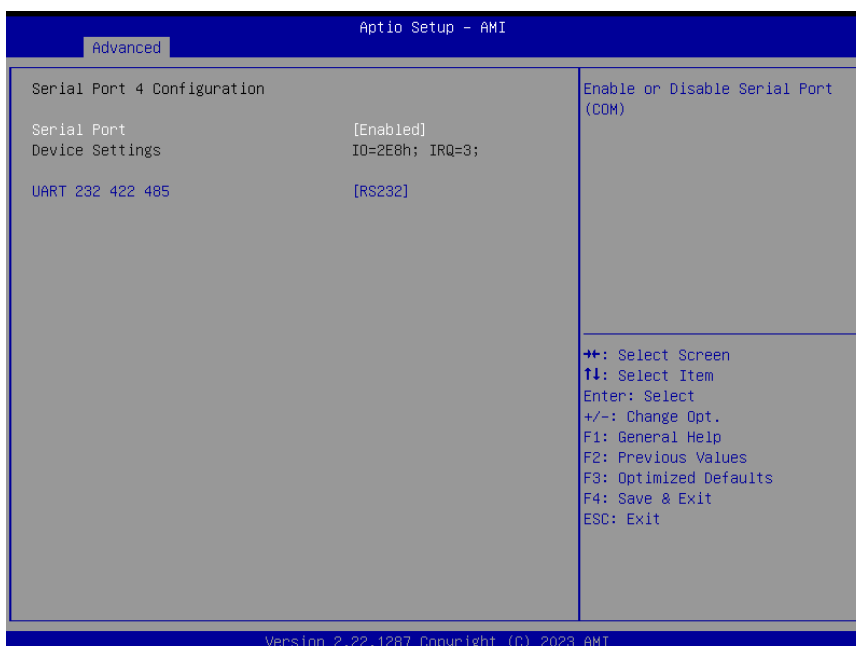 Aptio Setup - AMI
Advanced
Serial Port 4 Configuration
Serial Port [Enabled]
Device Settings IO=2E8h; IRQ=3;
UART 232 422 485 [RS232]
Enable or Disable Serial Port
(COM)
→←: Select Screen
↑↓: Select Item
Enter: Select
+/-: Change Opt.
F1: General Help
F2: Previous Values
F3: Optimized Defaults
F4: Save & Exit
ESC: Exit
Version 2.22.1287 Copyright (C) 2023 AMI